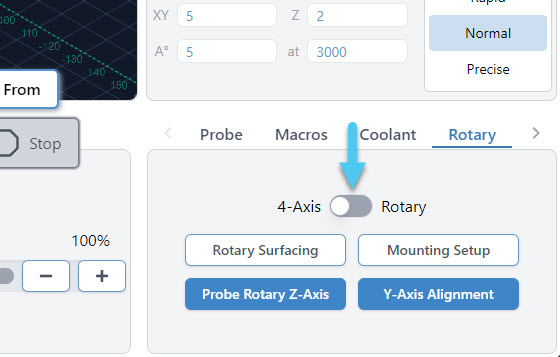 100
-110
-120
-130
140
150
XY 5 Z 2
A° 5 at 3000
Rapid
Normal
Precise
From
Stop
Probe Macros Coolant Rotary
4-Axis Rotary
100%
Rotary Surfacing Mounting Setup
Probe Rotary Z-Axis Y-Axis Alignment